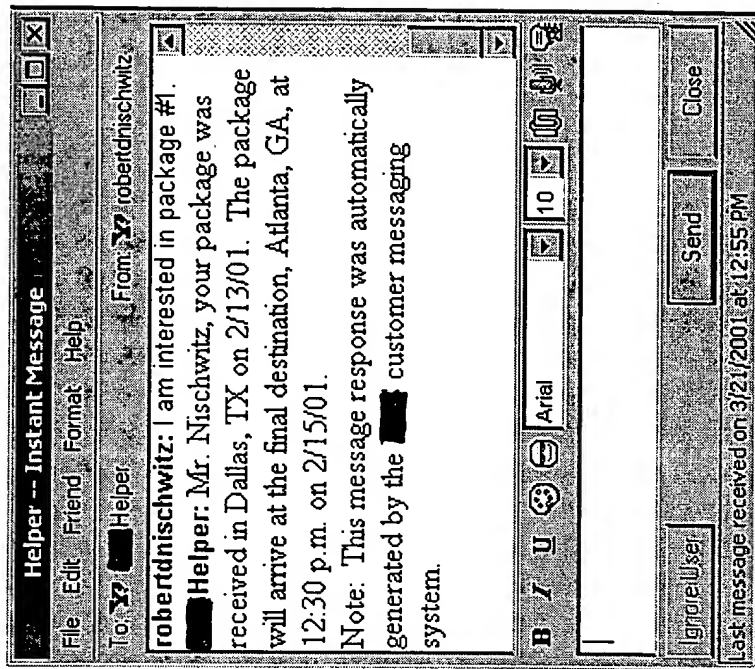 Helper -- Instant Message
File Edit Friend Format Help
To: Y? Helper From: Y? robertdnischwitz
robertdnischwitz: I am interested in package #1.
Helper: Mr. Nischwitz, your package was
received in Dallas, TX on 2/13/01. The package
will arrive at the final destination, Atlanta, GA, at
12:30 p.m. on 2/15/01.
Note: This message response was automatically
generated by the customer messaging
system.
B I U Arial 10
Ignore User Send Close
Last message received on 3/21/2001 at 12:55 PM